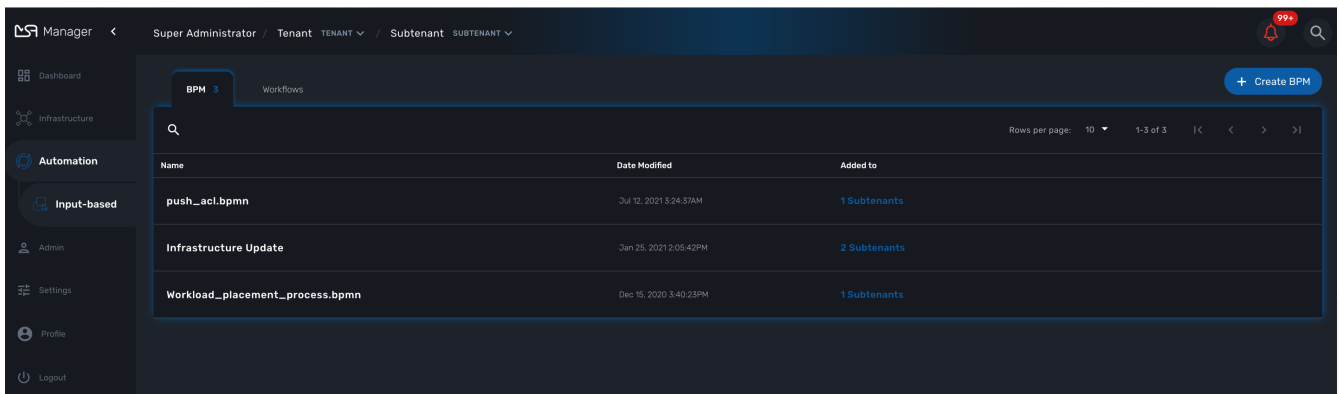 MSA Manager
Super Administrator / Tenant TENANT / Subtenant SUBTENANT
99+
Dashboard
Infrastructure
Automation
Input-based
Admin
Settings
Profile
Logout
BPM 3 Workflows
+ Create BPM
Rows per page: 10 1-3 of 3
Name Date Modified Added to
push_acl.bpmn Jul 12, 2021 3:24:37AM 1 Subtenants
Infrastructure Update Jan 25, 2021 2:05:42PM 2 Subtenants
Workload_placement_process.bpmn Dec 15, 2020 3:40:23PM 1 Subtenants